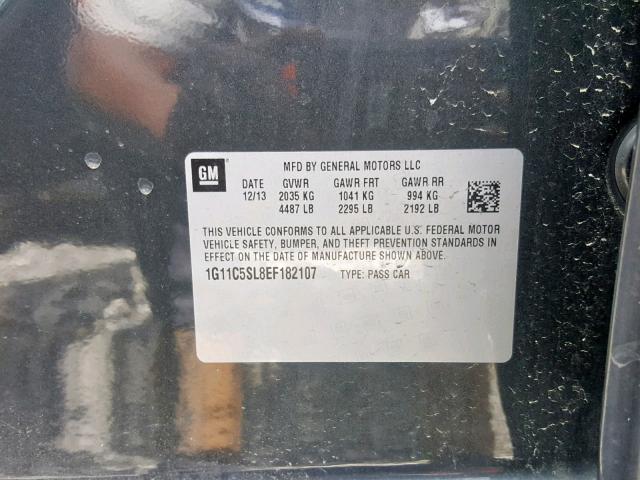 GM
MFD BY GENERAL MOTORS LLC
DATE GVWR GAWR FRT GAWR RR
12/13 2035 KG 1041 KG 994 KG
4487 LB 2295 LB 2192 LB
THIS VEHICLE CONFORMS TO ALL APPLICABLE U.S. FEDERAL MOTOR
VEHICLE SAFETY, BUMPER, AND THEFT PREVENTION STANDARDS IN
EFFECT ON THE DATE OF MANUFACTURE SHOWN ABOVE.
1G11C5SL8EF182107 TYPE: PASS CAR